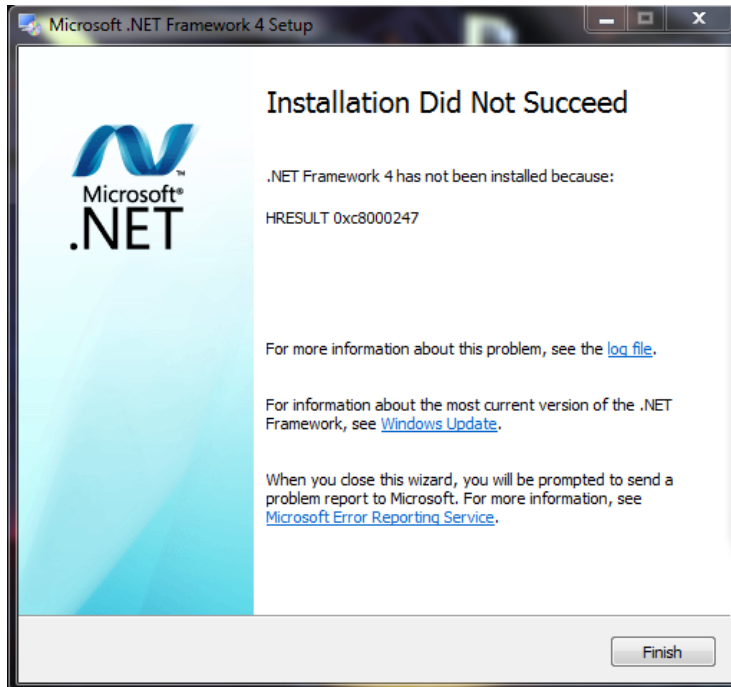 Microsoft .NET Framework 4 Setup
Installation Did Not Succeed
.NET Framework 4 has not been installed because:
HRESULT 0xc8000247
Microsoft®
.NET™
For more information about this problem, see the log file.
For information about the most current version of the .NET
Framework, see Windows Update.
When you close this wizard, you will be prompted to send a
problem report to Microsoft. For more information, see
Microsoft Error Reporting Service.
Finish